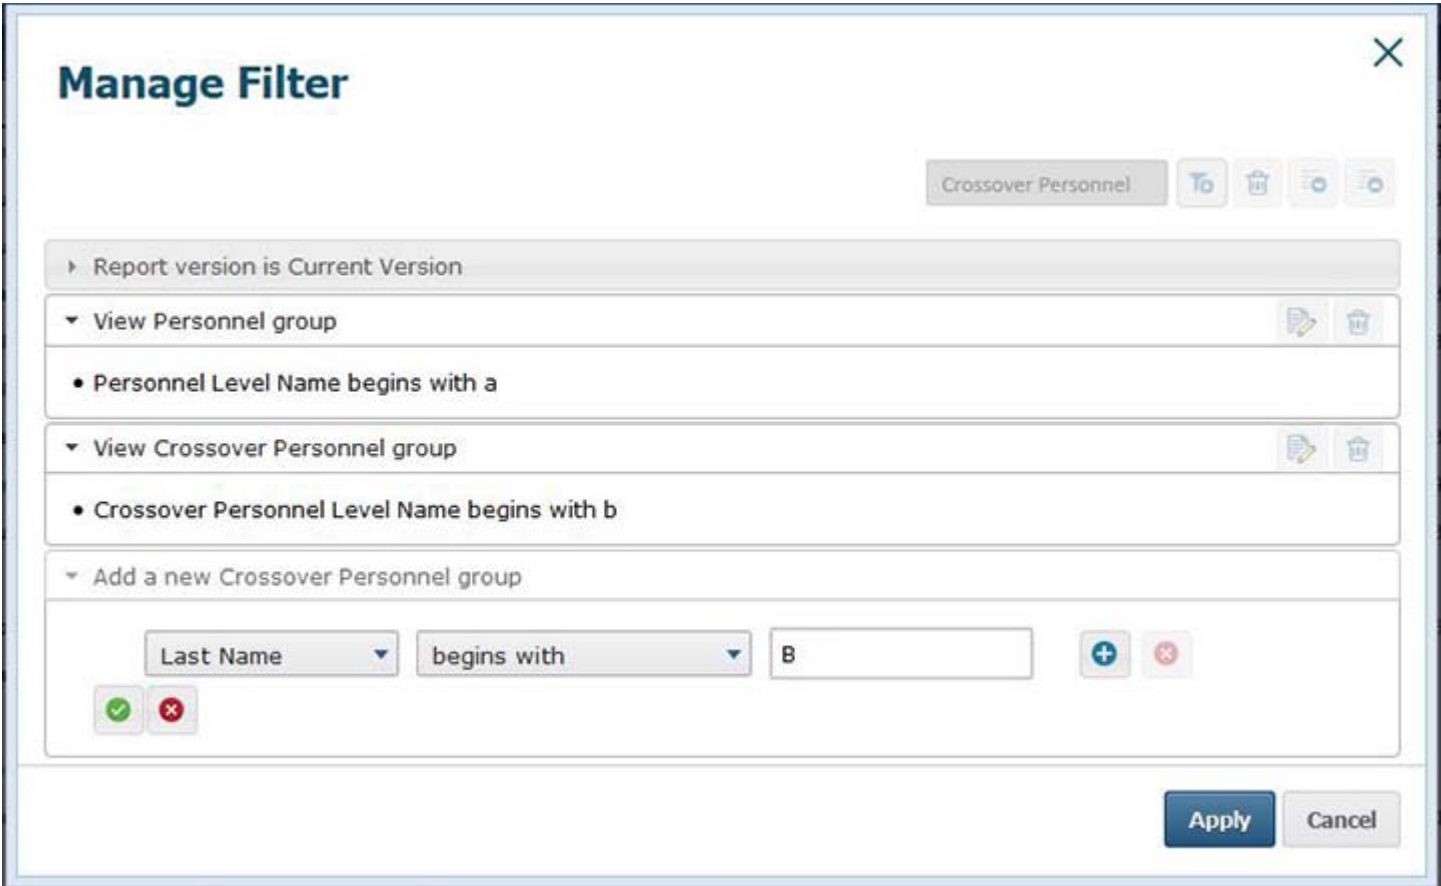 Manage Filter
Crossover Personnel
Report version is Current Version
View Personnel group
• Personnel Level Name begins with a
View Crossover Personnel group
• Crossover Personnel Level Name begins with b
Add a new Crossover Personnel group
Last Name begins with B
Apply Cancel